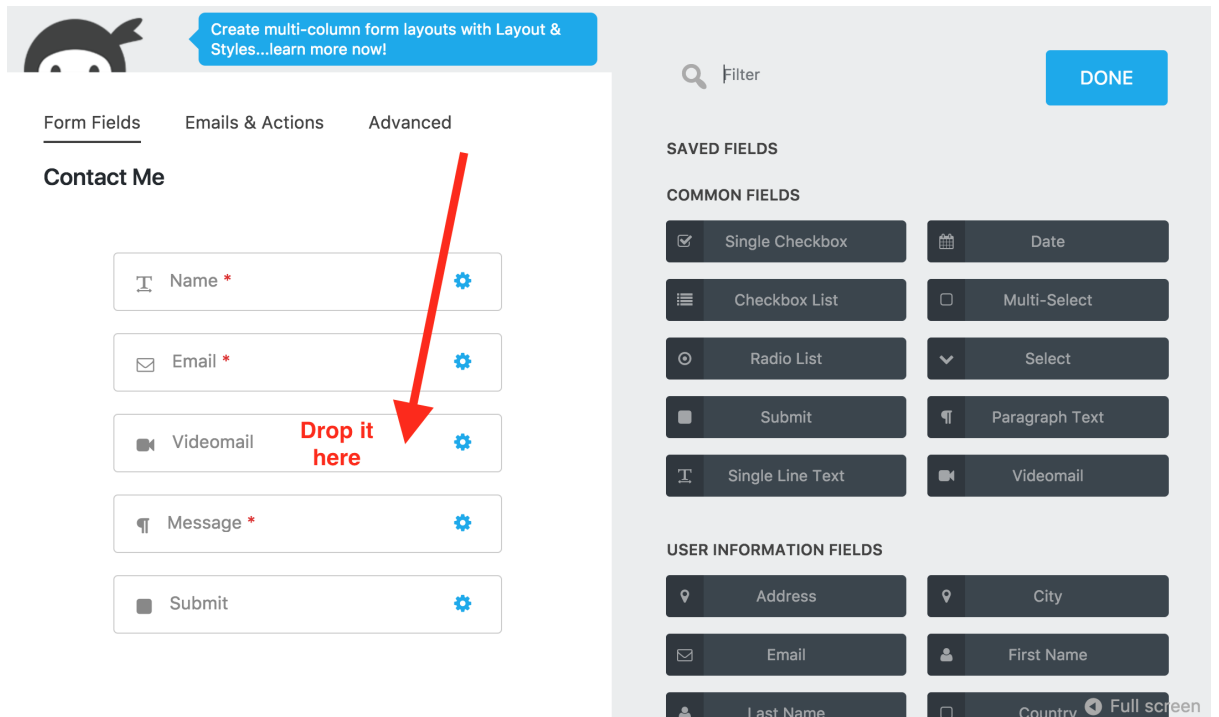 Create multi-column form layouts with Layout &
Styles...learn more now!
Form Fields
Emails & Actions
Advanced
Contact Me
Name *
Email *
Videomail
Drop it
here
Message *
Submit
Filter
DONE
SAVED FIELDS
COMMON FIELDS
Single Checkbox
Date
Checkbox List
Multi-Select
Radio List
Select
Submit
Paragraph Text
Single Line Text
Videomail
USER INFORMATION FIELDS
Address
City
Email
First Name
Last Name
Country
Full screen